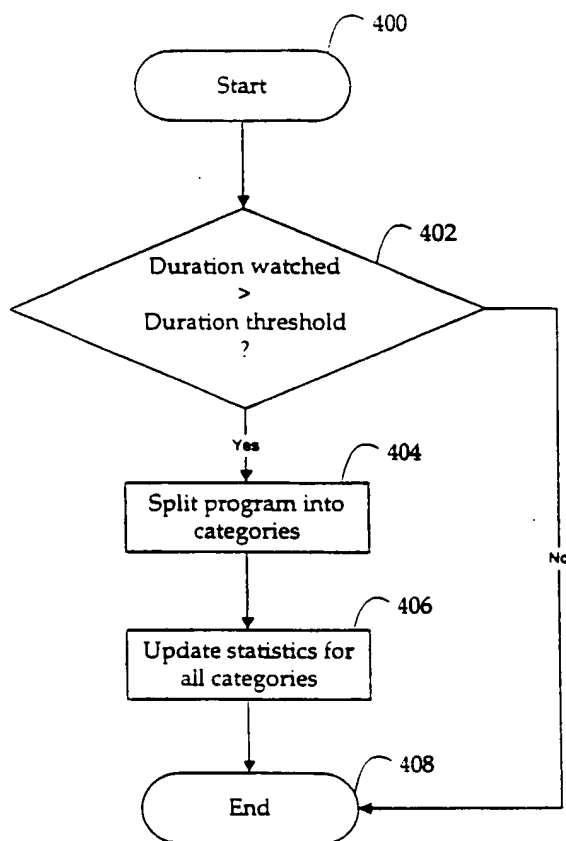 400
Start
402
Duration watched
>
Duration threshold
?
Yes
404
Split program into
categories
No
406
Update statistics for
all categories
408
End